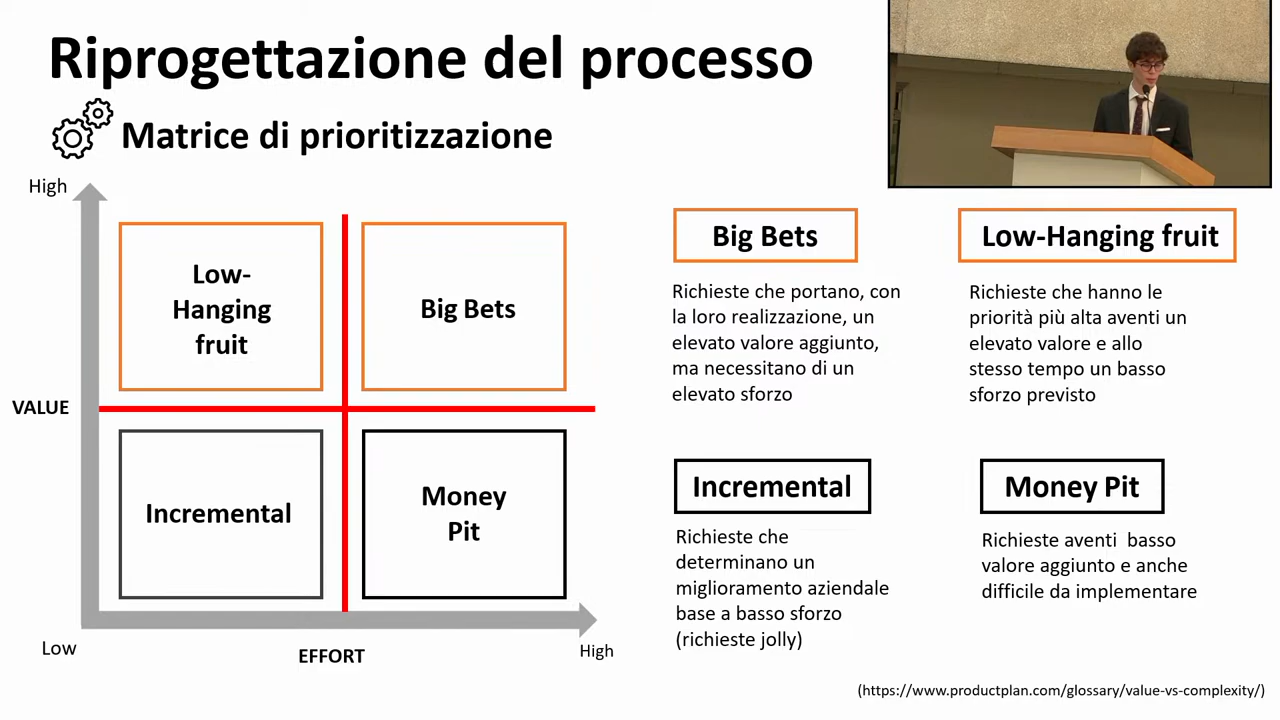 Riprogettazione del processo
Matrice di prioritizzazione
High
Low-
Hanging
fruit
Big Bets
VALUE
Incremental
Money
Pit
Low
EFFORT
High
Big Bets
Richieste che portano, con
la loro realizzazione, un
elevato valore aggiunto,
ma necessitano di un
elevato sforzo
Low-Hanging fruit
Richieste che hanno le
priorità più alta aventi un
elevato valore e allo
stesso tempo un basso
sforzo previsto
Incremental
Richieste che
determinano un
miglioramento aziendale
base a basso sforzo
(richieste jolly)
Money Pit
Richieste aventi  basso
valore aggiunto e anche
difficile da implementare
(https://www.productplan.com/glossary/value-vs-complexity/)